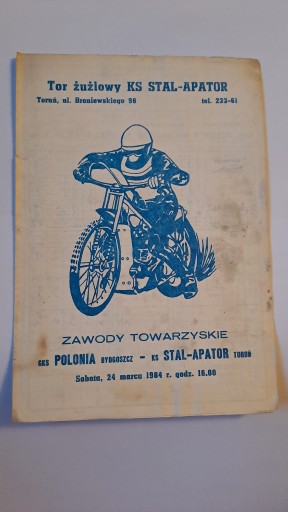 Tor żużlowy KS STAL-APATOR
Toruń, ul. Broniewskiego 98 tel. 233-61
ZAWODY TOWARZYSKIE
GKS POLONIA BYDGOSZCZ - KS STAL-APATOR TORUŃ
Sobota, 24 marca 1984 r. godz. 16.00